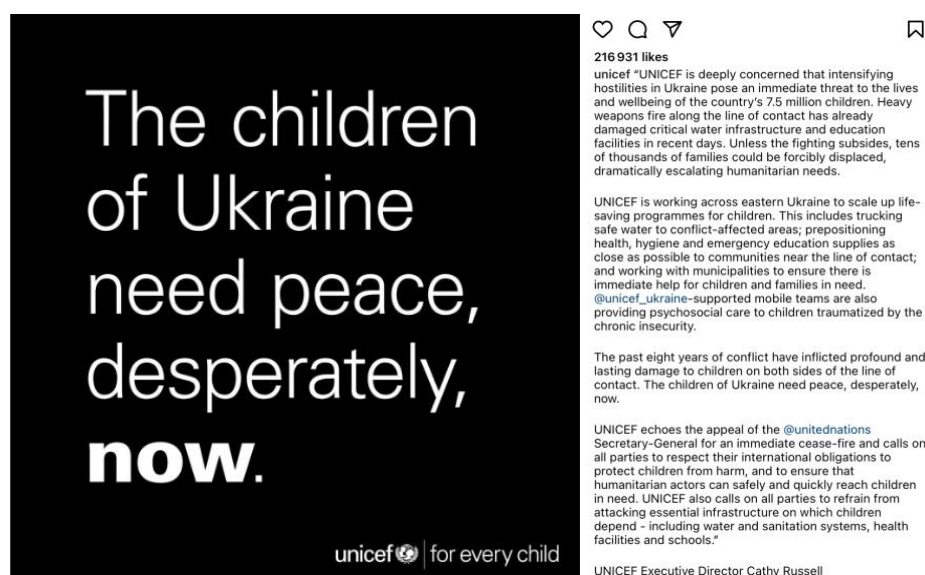 The children
of Ukraine
need peace,
desperately,
now.
unicef for every child
216 931 likes
unicef “UNICEF is deeply concerned that intensifying
hostilities in Ukraine pose an immediate threat to the lives
and wellbeing of the country's 7.5 million children. Heavy
weapons fire along the line of contact has already
damaged critical water infrastructure and education
facilities in recent days. Unless the fighting subsides, tens
of thousands of families could be forcibly displaced,
dramatically escalating humanitarian needs.
UNICEF is working across eastern Ukraine to scale up life-
saving programmes for children. This includes trucking
safe water to conflict-affected areas; prepositioning
health, hygiene and emergency education supplies as
close as possible to communities near the line of contact;
and working with municipalities to ensure there is
immediate help for children and families in need.
@unicef_ukraine-supported mobile teams are also
providing psychosocial care to children traumatized by the
chronic insecurity.
The past eight years of conflict have inflicted profound and
lasting damage to children on both sides of the line of
contact. The children of Ukraine need peace, desperately,
now.
UNICEF echoes the appeal of the @unitednations
Secretary-General for an immediate cease-fire and calls on
all parties to respect their international obligations to
protect children from harm, and to ensure that
humanitarian actors can safely and quickly reach children
in need. UNICEF also calls on all parties to refrain from
attacking essential infrastructure on which children
depend - including water and sanitation systems, health
facilities and schools.”
UNICEF Executive Director Cathy Russell